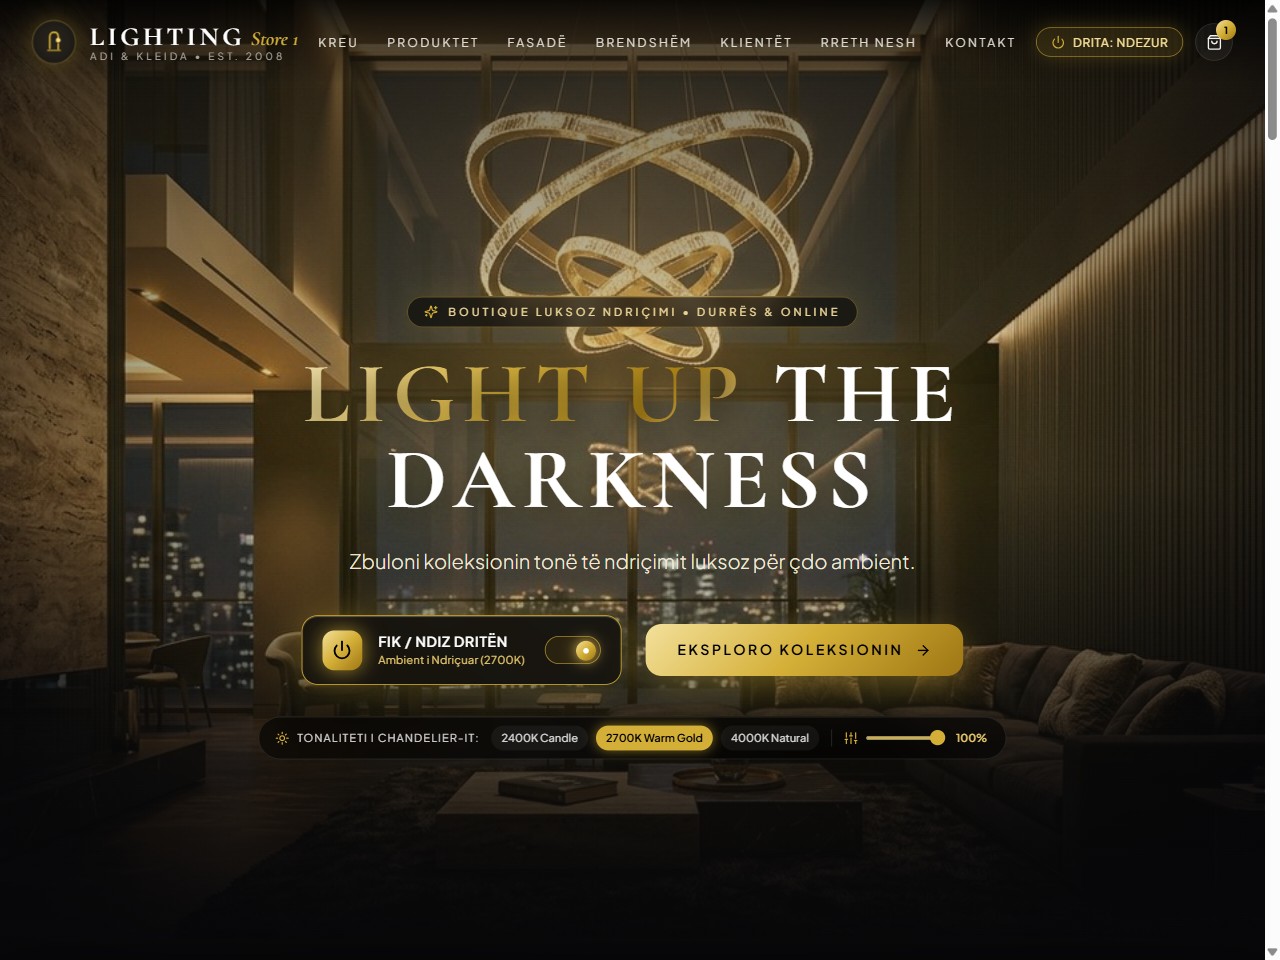 LIGHTING Store 1
ADI & KLEIDA • EST. 2008
KREU
PRODUKTET
FASADË
BRENDSHËM
KLIENTËT
RRETH NESH
KONTAKT
DRITA: NDEZUR
1
BOUTIQUE LUKSOZ NDRIÇIMI • DURRËS & ONLINE
LIGHT UP THE
DARKNESS
Zbuloni koleksionin tonë të ndriçimit luksoz për çdo ambient.
FIK / NDIZ DRITËN
Ambient i Ndriçuar (2700K)
EKSPLORO KOLEKSIONIN
TONALITETI I CHANDELIER-IT:
2400K Candle
2700K Warm Gold
4000K Natural
100%